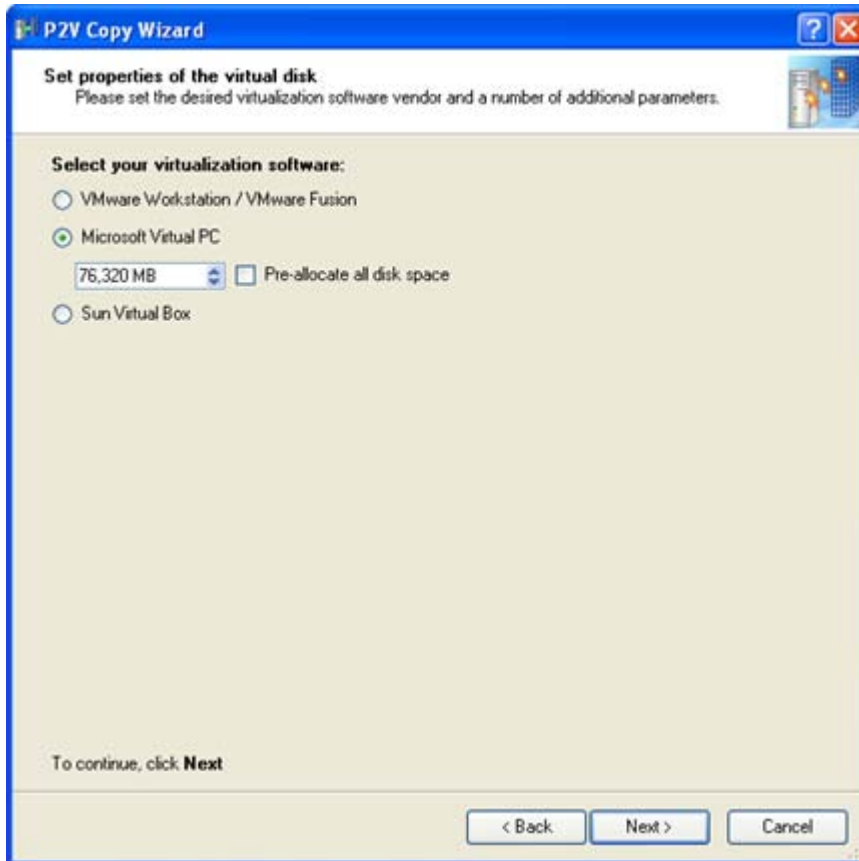 P2V Copy Wizard
Set properties of the virtual disk
Please set the desired virtualization software vendor and a number of additional parameters.
Select your virtualization software:
VMware Workstation / VMware Fusion
Microsoft Virtual PC
76,320 MB Pre-allocate all disk space
Sun Virtual Box
To continue, click Next
< Back Next > Cancel